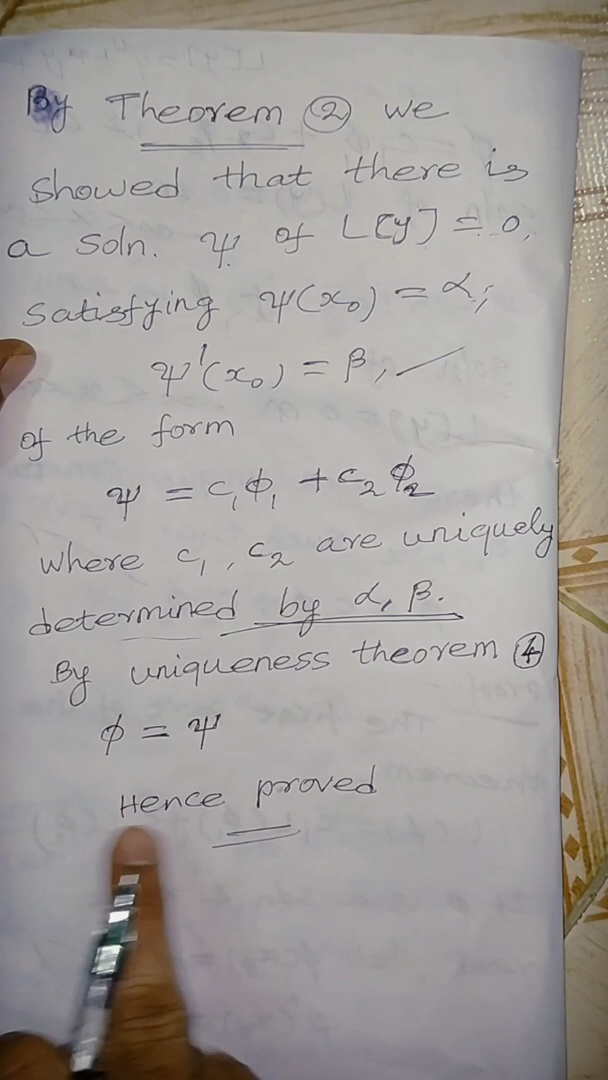 By Theorem ② we
showed that there is
a soln. ψ of L[y] = 0,
satisfying ψ(x₀) = α;
ψ'(x₀) = β,
of the form
ψ = c₁ϕ₁ + c₂ϕ₂
where c₁, c₂ are uniquely
determined by α, β.
By uniqueness theorem ④
ϕ = ψ
Hence proved